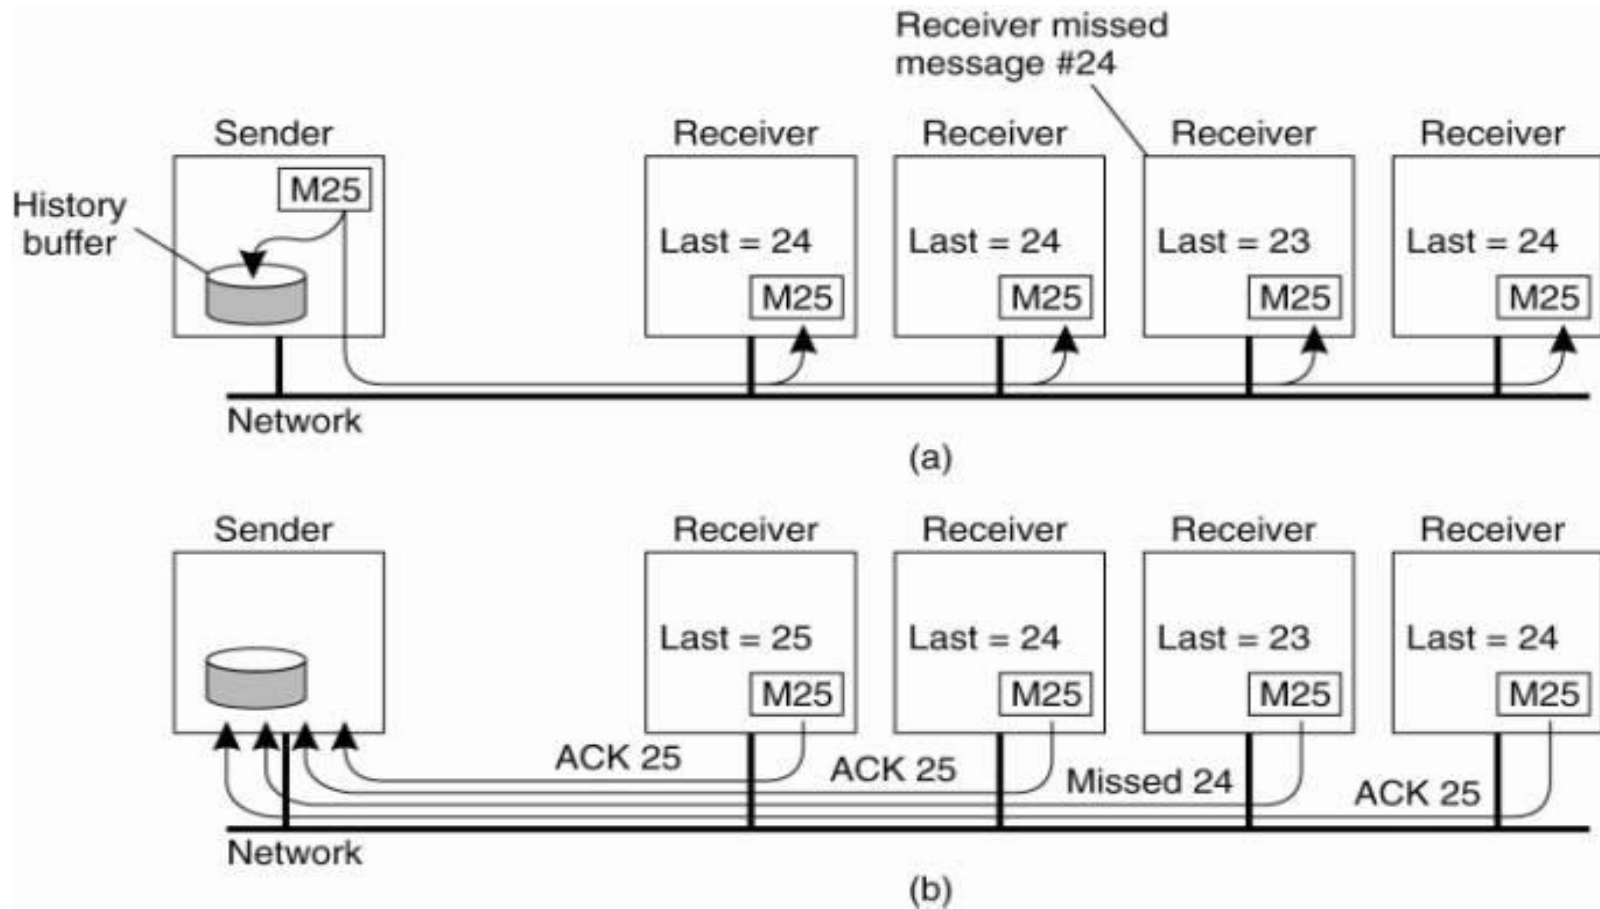 Receiver missed
message #24
Sender
Receiver
Receiver
Receiver
Receiver
M25
History
buffer
Last = 24
Last = 24
Last = 23
Last = 24
M25
M25
M25
M25
Network
(a)
Sender
Receiver
Receiver
Receiver
Receiver
Last = 25
Last = 24
Last = 23
Last = 24
M25
M25
M25
M25
ACK 25
ACK 25
Missed 24
ACK 25
Network
(b)